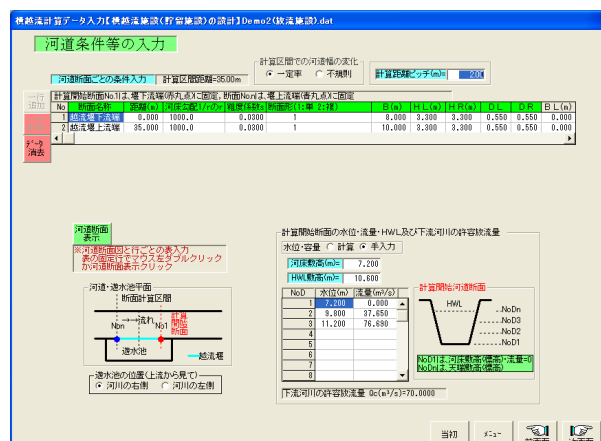 横越流計算データ入力【横越流施設(貯留施設)の設計】Demo2(放流施設).dat
河道条件等の入力
計算区間での河道幅の変化
一定率 不規則
計算距離ピッチ(m)= 200
河道断面ごとの条件入力 計算区間距離=35.00m
一行追加
計算開始断面No.1は、堰下流端(赤丸点)に固定，断面No.nは、堰上流端(青丸点)に固定
No 断面名称 距離(m) 河床勾配1/rのr 粗度係数s 断面形(1:単 2:複) B(m) HL(m) HR(m) DL DR BL(m)
1 越流堰下流端 0.000 1000.0 0.0300 1 8.000 3.300 3.300 0.550 0.550 0.000
2 越流堰上流端 35.000 1000.0 0.0300 1 10.000 3.300 3.300 0.550 0.550 0.000
データ消去
河道断面表示
※河道断面図と行ごとの表入力
表の固定行でマウス左ダブルクリック
か河道断面表示クリック
河道・遊水池平面
断面計算区間
流れ
計算開始断面
Non No1
遊水池
越流堰
遊水池の位置(上流から見て)
河川の右側 河川の左側
計算開始断面の水位・流量・HWL及び下流河川の許容放流量
水位・容量 計算 手入力
河床敷高(m)= 7.200
HWL敷高(m)= 10.600
NoD 水位(m) 流量(m³/s)
1 7.200 0.000
2 9.800 37.650
3 11.200 76.690
4
5
6
7
8
計算開始河道断面
HWL
NoDn
NoD3
NoD2
NoD1
NoD1は、河床敷高(標高)・流量=0
NoDnは、天端敷高(標高)
下流河川の許容放流量 Qc(m³/s)=70.0000
当初
メニュー